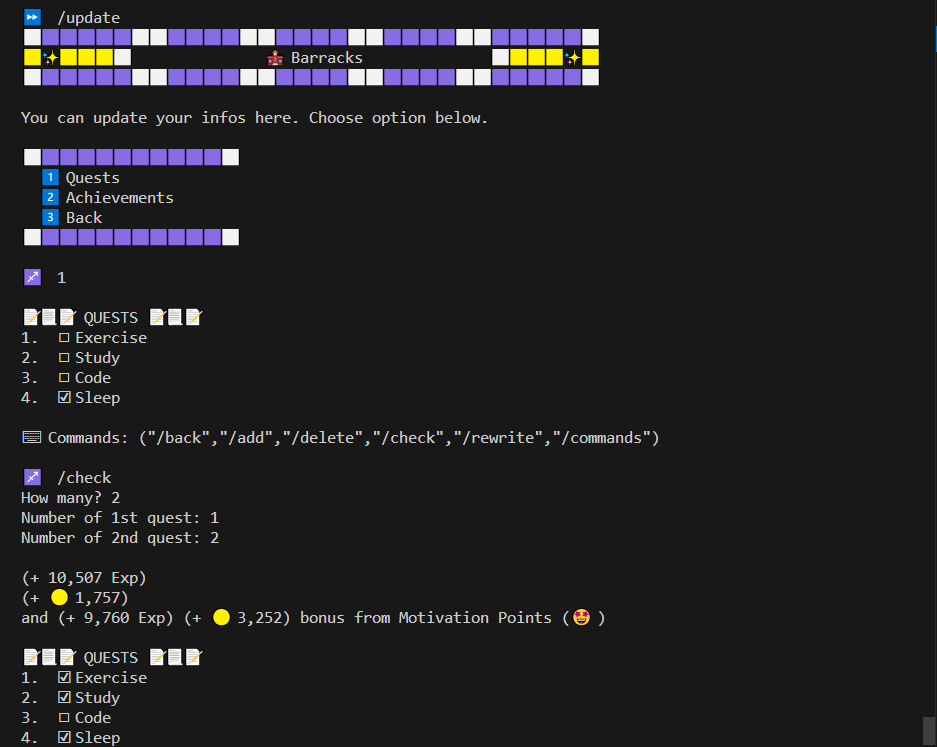 /update
Barracks
You can update your infos here. Choose option below.
1 Quests
2 Achievements
3 Back
1
QUESTS
1. ☐ Exercise
2. ☐ Study
3. ☐ Code
4. ☑ Sleep
Commands: ("/back","/add","/delete","/check","/rewrite","/commands")
/check
How many? 2
Number of 1st quest: 1
Number of 2nd quest: 2
(+ 10,507 Exp)
(+ 🟡 1,757)
and (+ 9,760 Exp) (+ 🟡 3,252) bonus from Motivation Points (🤩 )
QUESTS
1. ☑ Exercise
2. ☑ Study
3. ☐ Code
4. ☑ Sleep